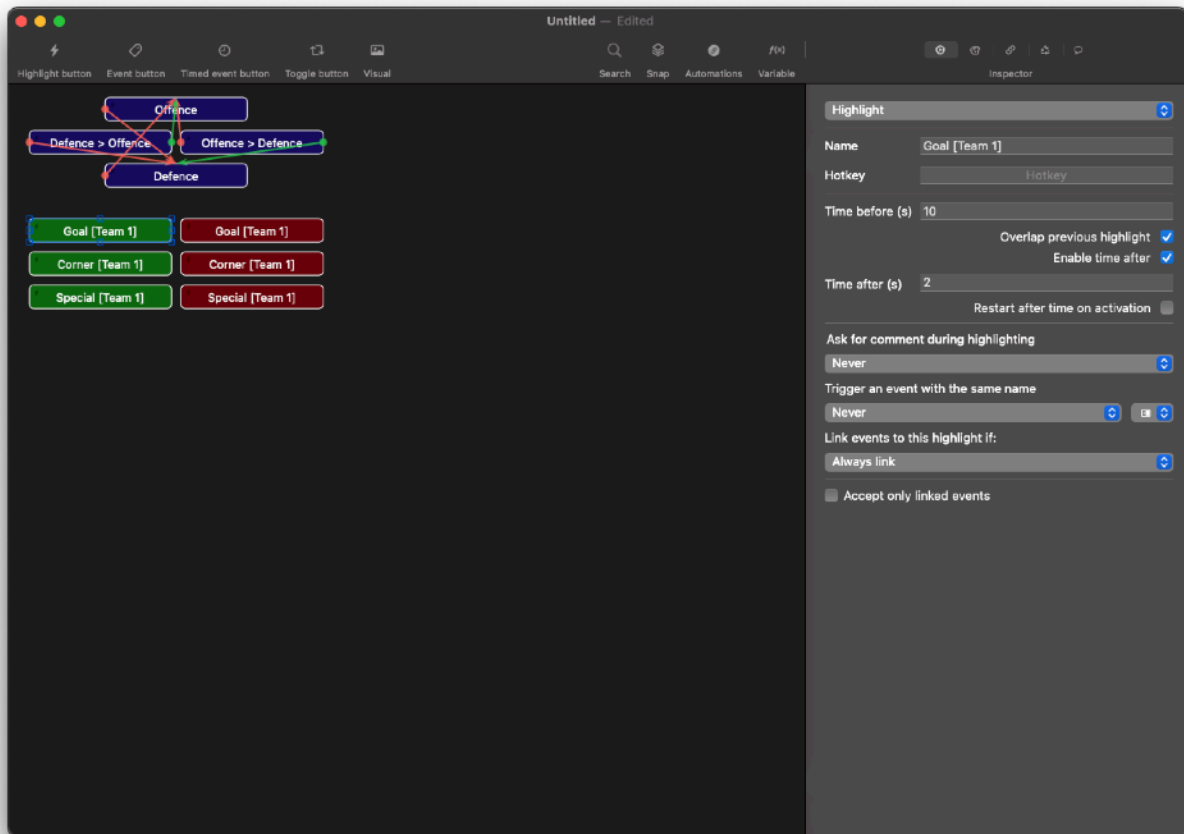 Untitled — Edited
Highlight button Event button Timed event button Toggle button Visual Search Snap Automations Variable Inspector
f(x)
Offence
Defence > Offence Offence > Defence
Defence
Goal [Team 1] Goal [Team 1]
Corner [Team 1] Corner [Team 1]
Special [Team 1] Special [Team 1]
Highlight
Name Goal [Team 1]
Hotkey Hotkey
Time before (s) 10
Overlap previous highlight
Enable time after
Time after (s) 2
Restart after time on activation
Ask for comment during highlighting
Never
Trigger an event with the same name
Never
Link events to this highlight if:
Always link
Accept only linked events